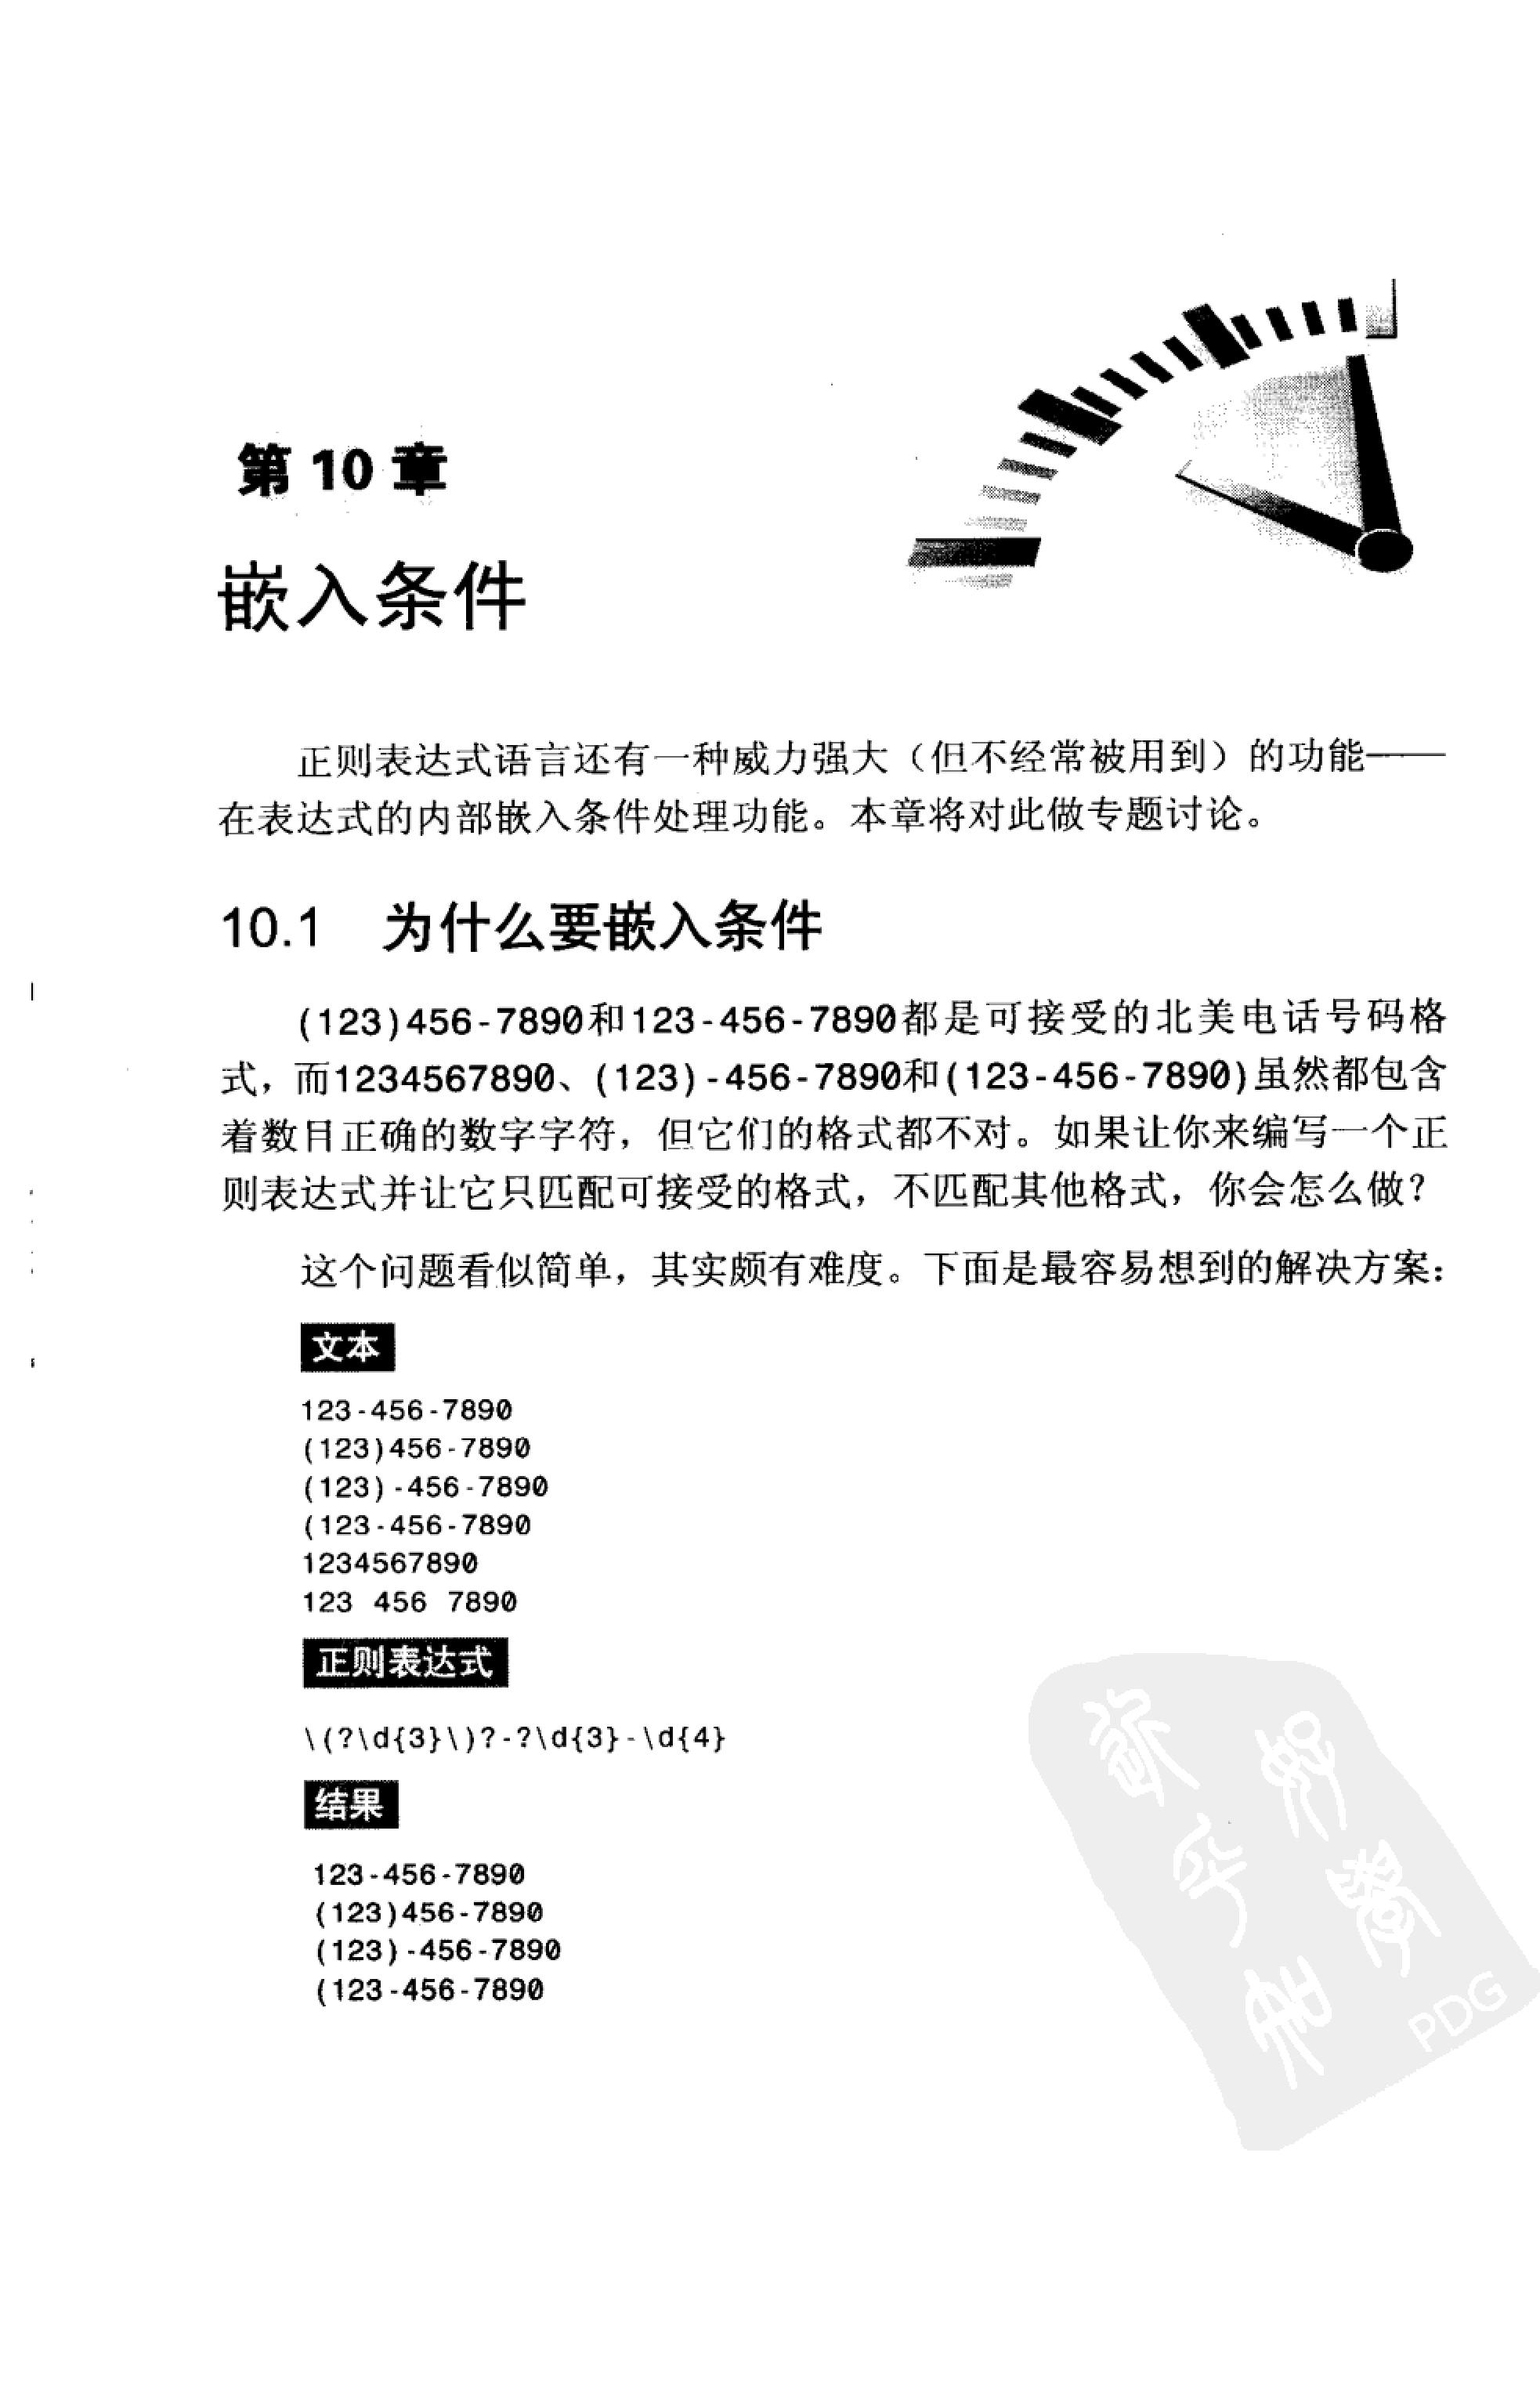 第 10 章
嵌入条件
正则表达式语言还有一种威力强大（但不经常被用到）的功能——
在表达式的内部嵌入条件处理功能。本章将对此做专题讨论。
10.1 为什么要嵌入条件
(123)456-7890和123-456-7890都是可接受的北美电话号码格
式，而1234567890、(123)-456-7890和(123-456-7890)虽然都包含
着数目正确的数字字符，但它们的格式都不对。如果让你来编写一个正
则表达式并让它只匹配可接受的格式，不匹配其他格式，你会怎么做？
这个问题看似简单，其实颇有难度。下面是最容易想到的解决方案：
文本
123-456-7890
(123)456-7890
(123)-456-7890
(123-456-7890
1234567890
123 456 7890
正则表达式
\(?\d{3}\)?-?\d{3}-\d{4}
结果
123-456-7890
(123)456-7890
(123)-456-7890
(123-456-7890
PDG